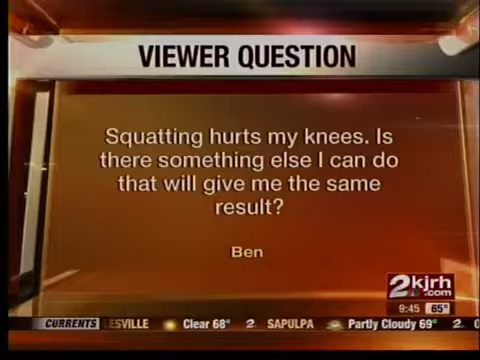 VIEWER QUESTION
Squatting hurts my knees. Is
there something else I can do
that will give me the same
result?
Ben
2kjrh
.com
9:45 65°
CURRENTS ESVILLE Clear 68° 2 SAPULPA Partly Cloudy 69° 2